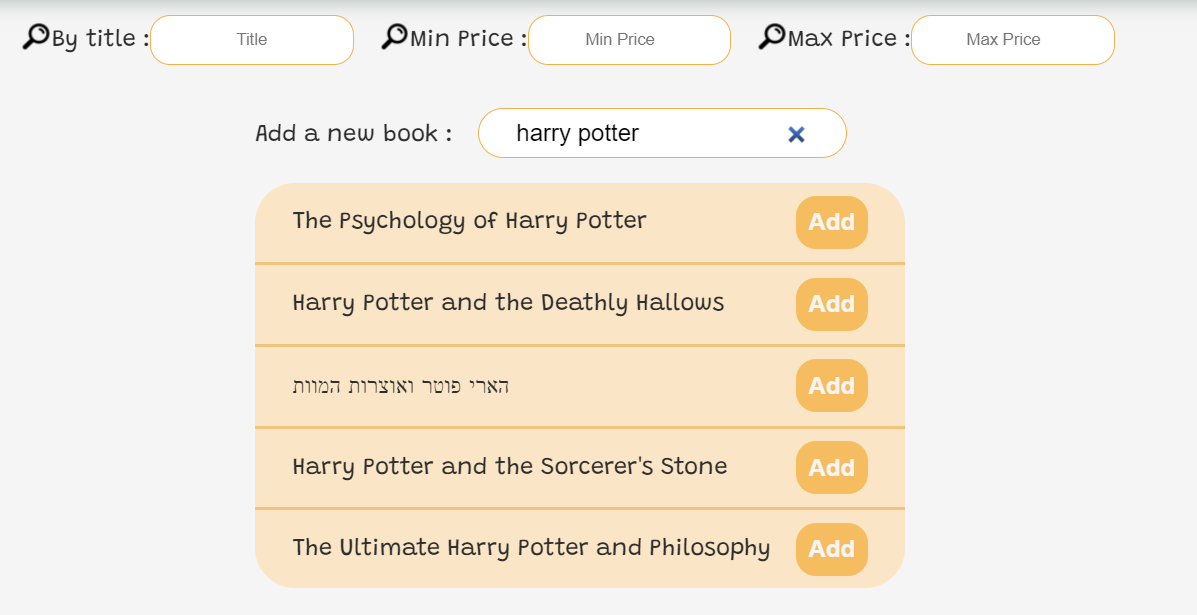 By title : Title Min Price : Min Price Max Price : Max Price
Add a new book : harry potter
The Psychology of Harry Potter Add
Harry Potter and the Deathly Hallows Add
הארי פוטר ואוצרות המוות Add
Harry Potter and the Sorcerer's Stone Add
The Ultimate Harry Potter and Philosophy Add